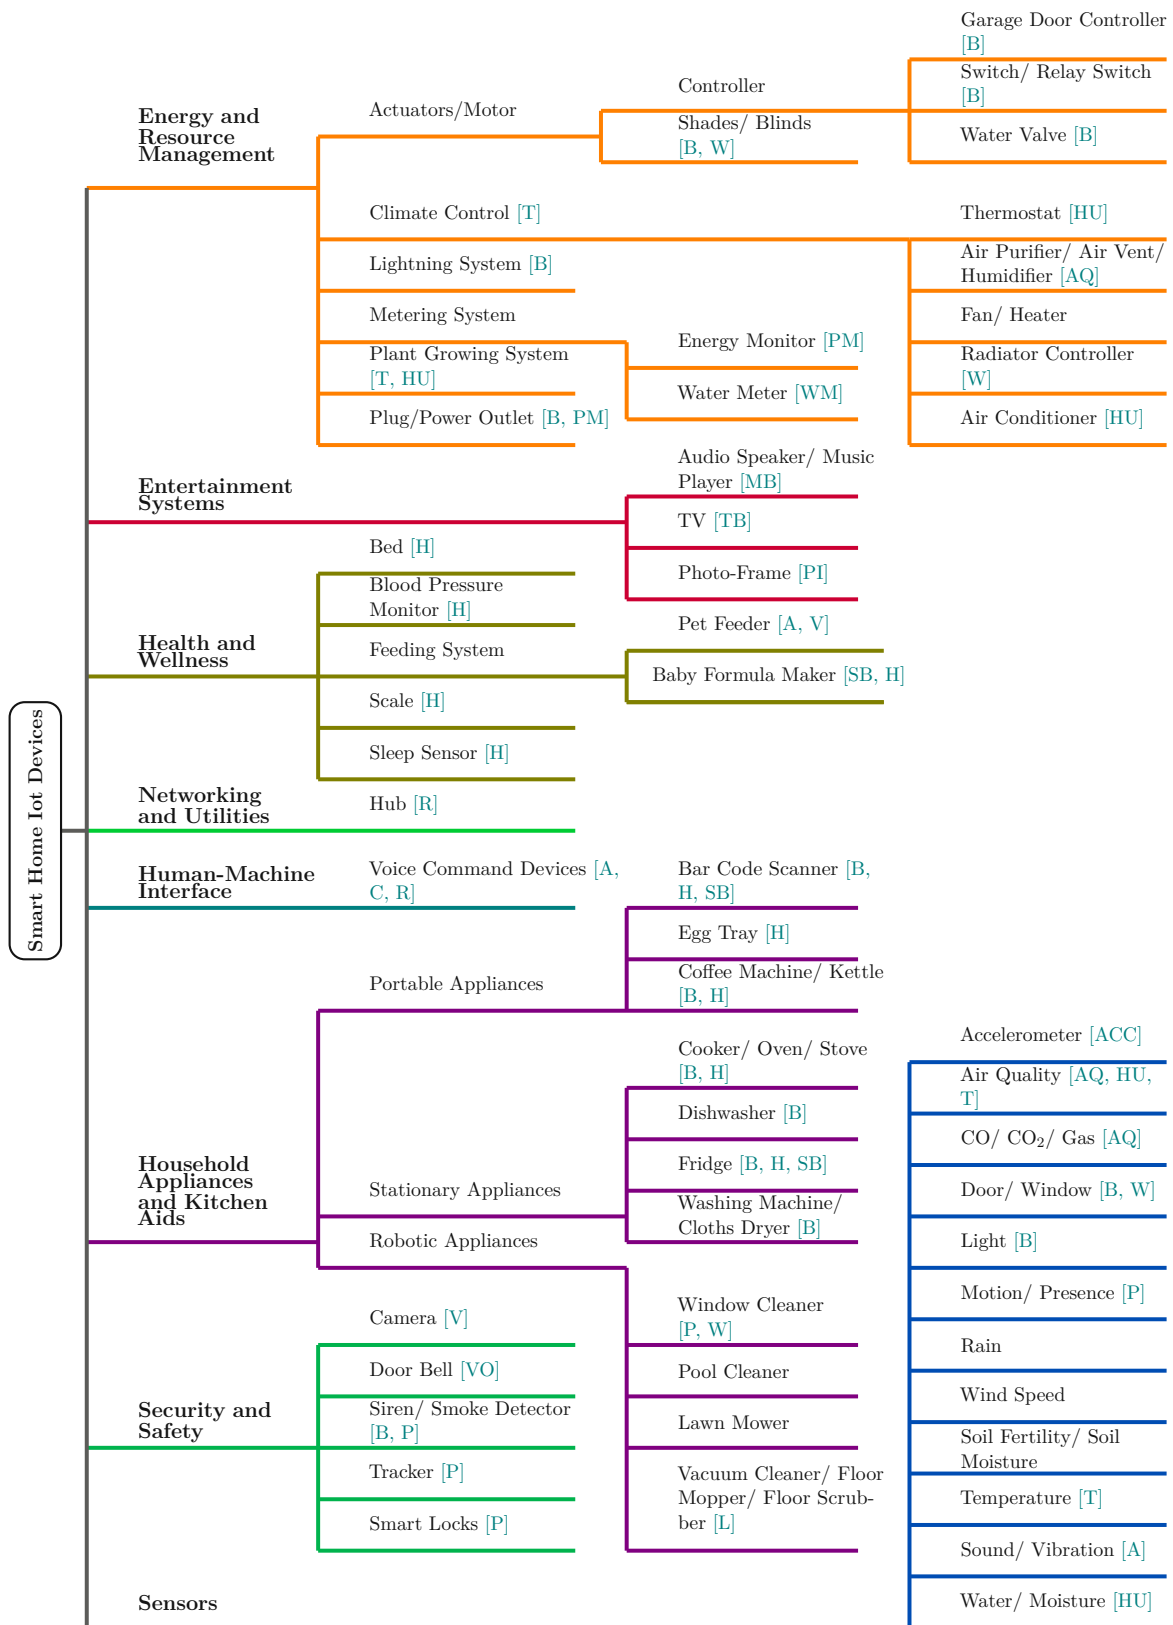 Smart Home Iot Devices
Energy and
Resource
Management
Actuators/Motor
Controller
Garage Door Controller
[B]
Switch/ Relay Switch
[B]
Water Valve [B]
Shades/ Blinds
[B, W]
Climate Control [T]
Thermostat [HU]
Air Purifier/ Air Vent/
Humidifier [AQ]
Fan/ Heater
Radiator Controller
[W]
Air Conditioner [HU]
Lightning System [B]
Metering System
Energy Monitor [PM]
Water Meter [WM]
Plant Growing System
[T, HU]
Plug/Power Outlet [B, PM]
Entertainment
Systems
Audio Speaker/ Music
Player [MB]
TV [TB]
Photo-Frame [PI]
Health and
Wellness
Bed [H]
Blood Pressure
Monitor [H]
Feeding System
Pet Feeder [A, V]
Baby Formula Maker [SB, H]
Scale [H]
Sleep Sensor [H]
Networking
and Utilities
Hub [R]
Human-Machine
Interface
Voice Command Devices [A,
C, R]
Household
Appliances
and Kitchen
Aids
Portable Appliances
Bar Code Scanner [B,
H, SB]
Egg Tray [H]
Coffee Machine/ Kettle
[B, H]
Stationary Appliances
Cooker/ Oven/ Stove
[B, H]
Dishwasher [B]
Fridge [B, H, SB]
Washing Machine/
Cloths Dryer [B]
Robotic Appliances
Window Cleaner
[P, W]
Pool Cleaner
Lawn Mower
Vacuum Cleaner/ Floor
Mopper/ Floor Scrub-
ber [L]
Security and
Safety
Camera [V]
Door Bell [VO]
Siren/ Smoke Detector
[B, P]
Tracker [P]
Smart Locks [P]
Sensors
Accelerometer [ACC]
Air Quality [AQ, HU,
T]
CO/ CO₂/ Gas [AQ]
Door/ Window [B, W]
Light [B]
Motion/ Presence [P]
Rain
Wind Speed
Soil Fertility/ Soil
Moisture
Temperature [T]
Sound/ Vibration [A]
Water/ Moisture [HU]